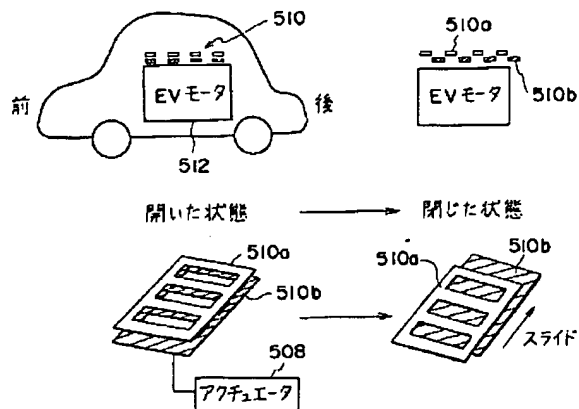 510
510a
前
EVモータ
後
512
EVモータ
510b
開いた状態
閉じた状態
510a
510b
510a
510b
スライド
508
アクチュエータ